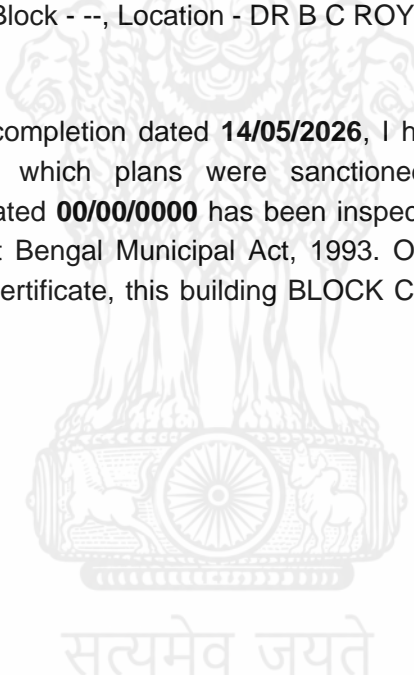 Block - --, Location - DR B C ROY
completion dated 14/05/2026, I h
which plans were sanctioned
ated 00/00/0000 has been inspec
t Bengal Municipal Act, 1993. O
ertificate, this building BLOCK C
सत्यमेव जयते